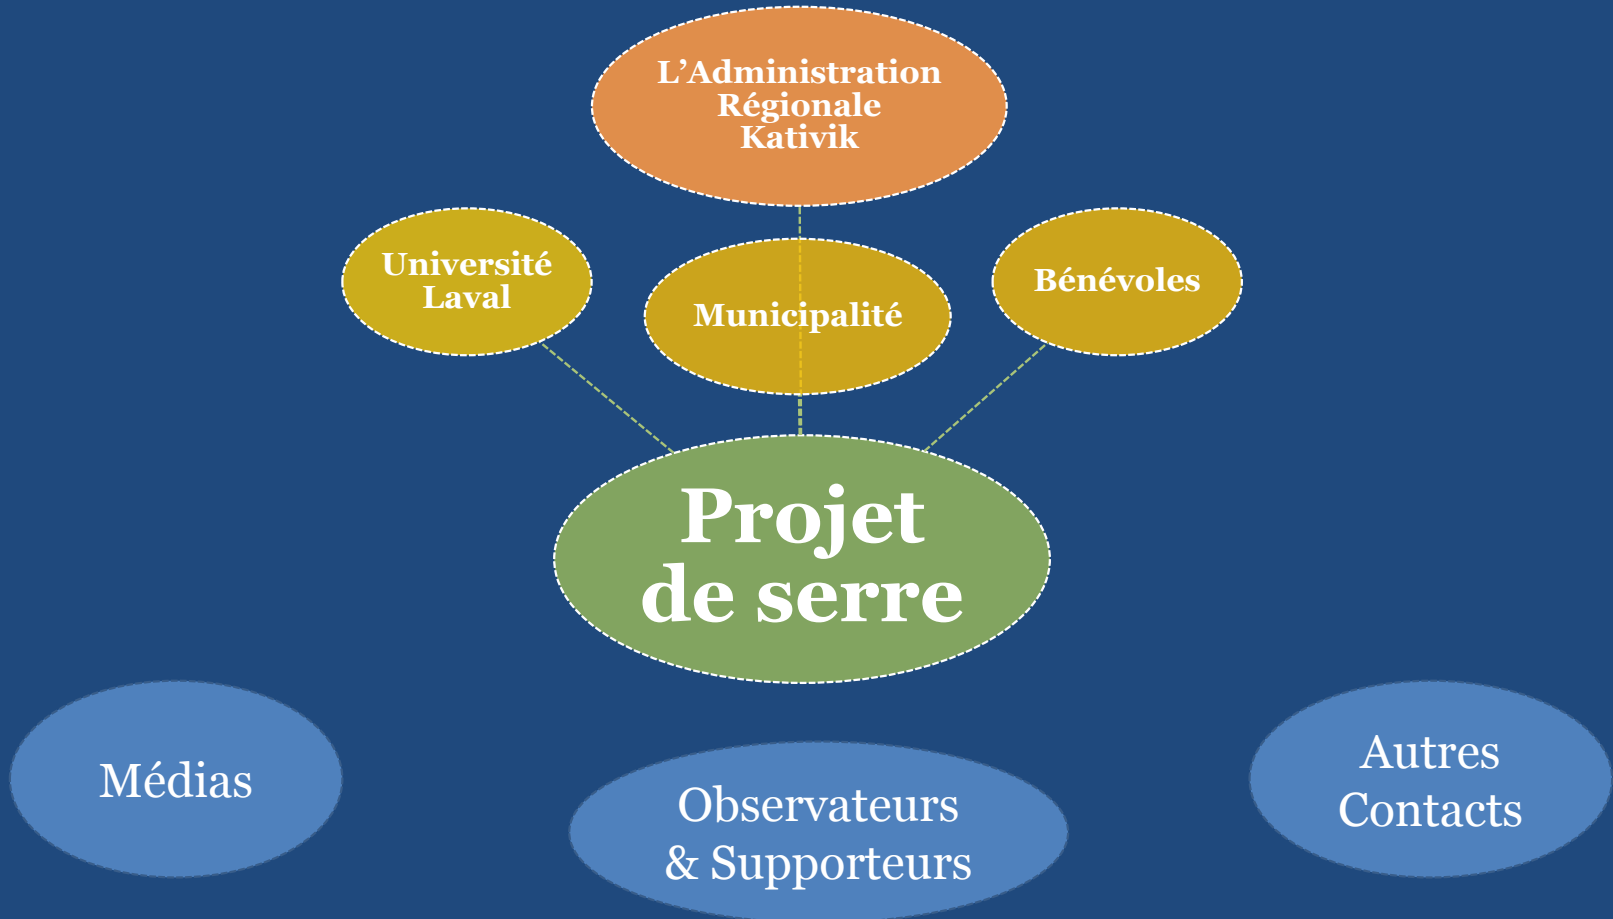 L’Administration
Régionale
Kativik
Université
Laval
Municipalité
Bénévoles
Projet
de serre
Médias
Observateurs
& Supporteurs
Autres
Contacts